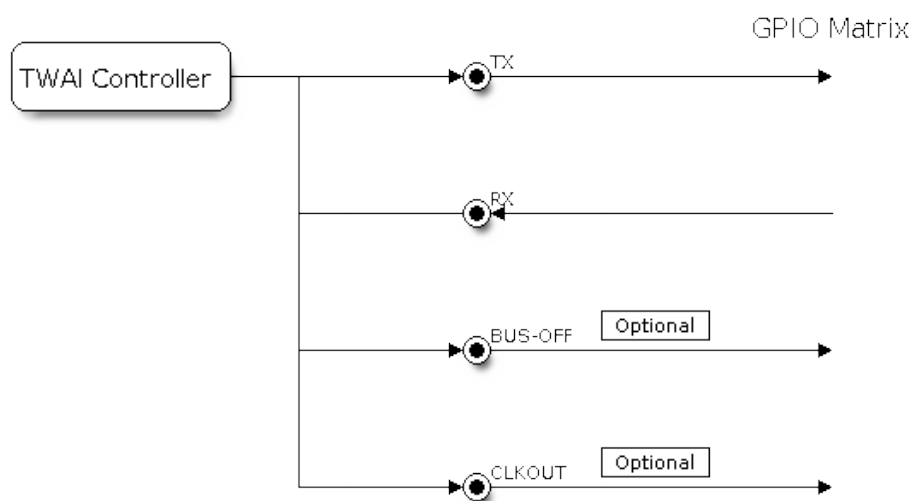 GPIO Matrix
TWAI Controller
TX
RX
BUS-OFF
Optional
CLKOUT
Optional